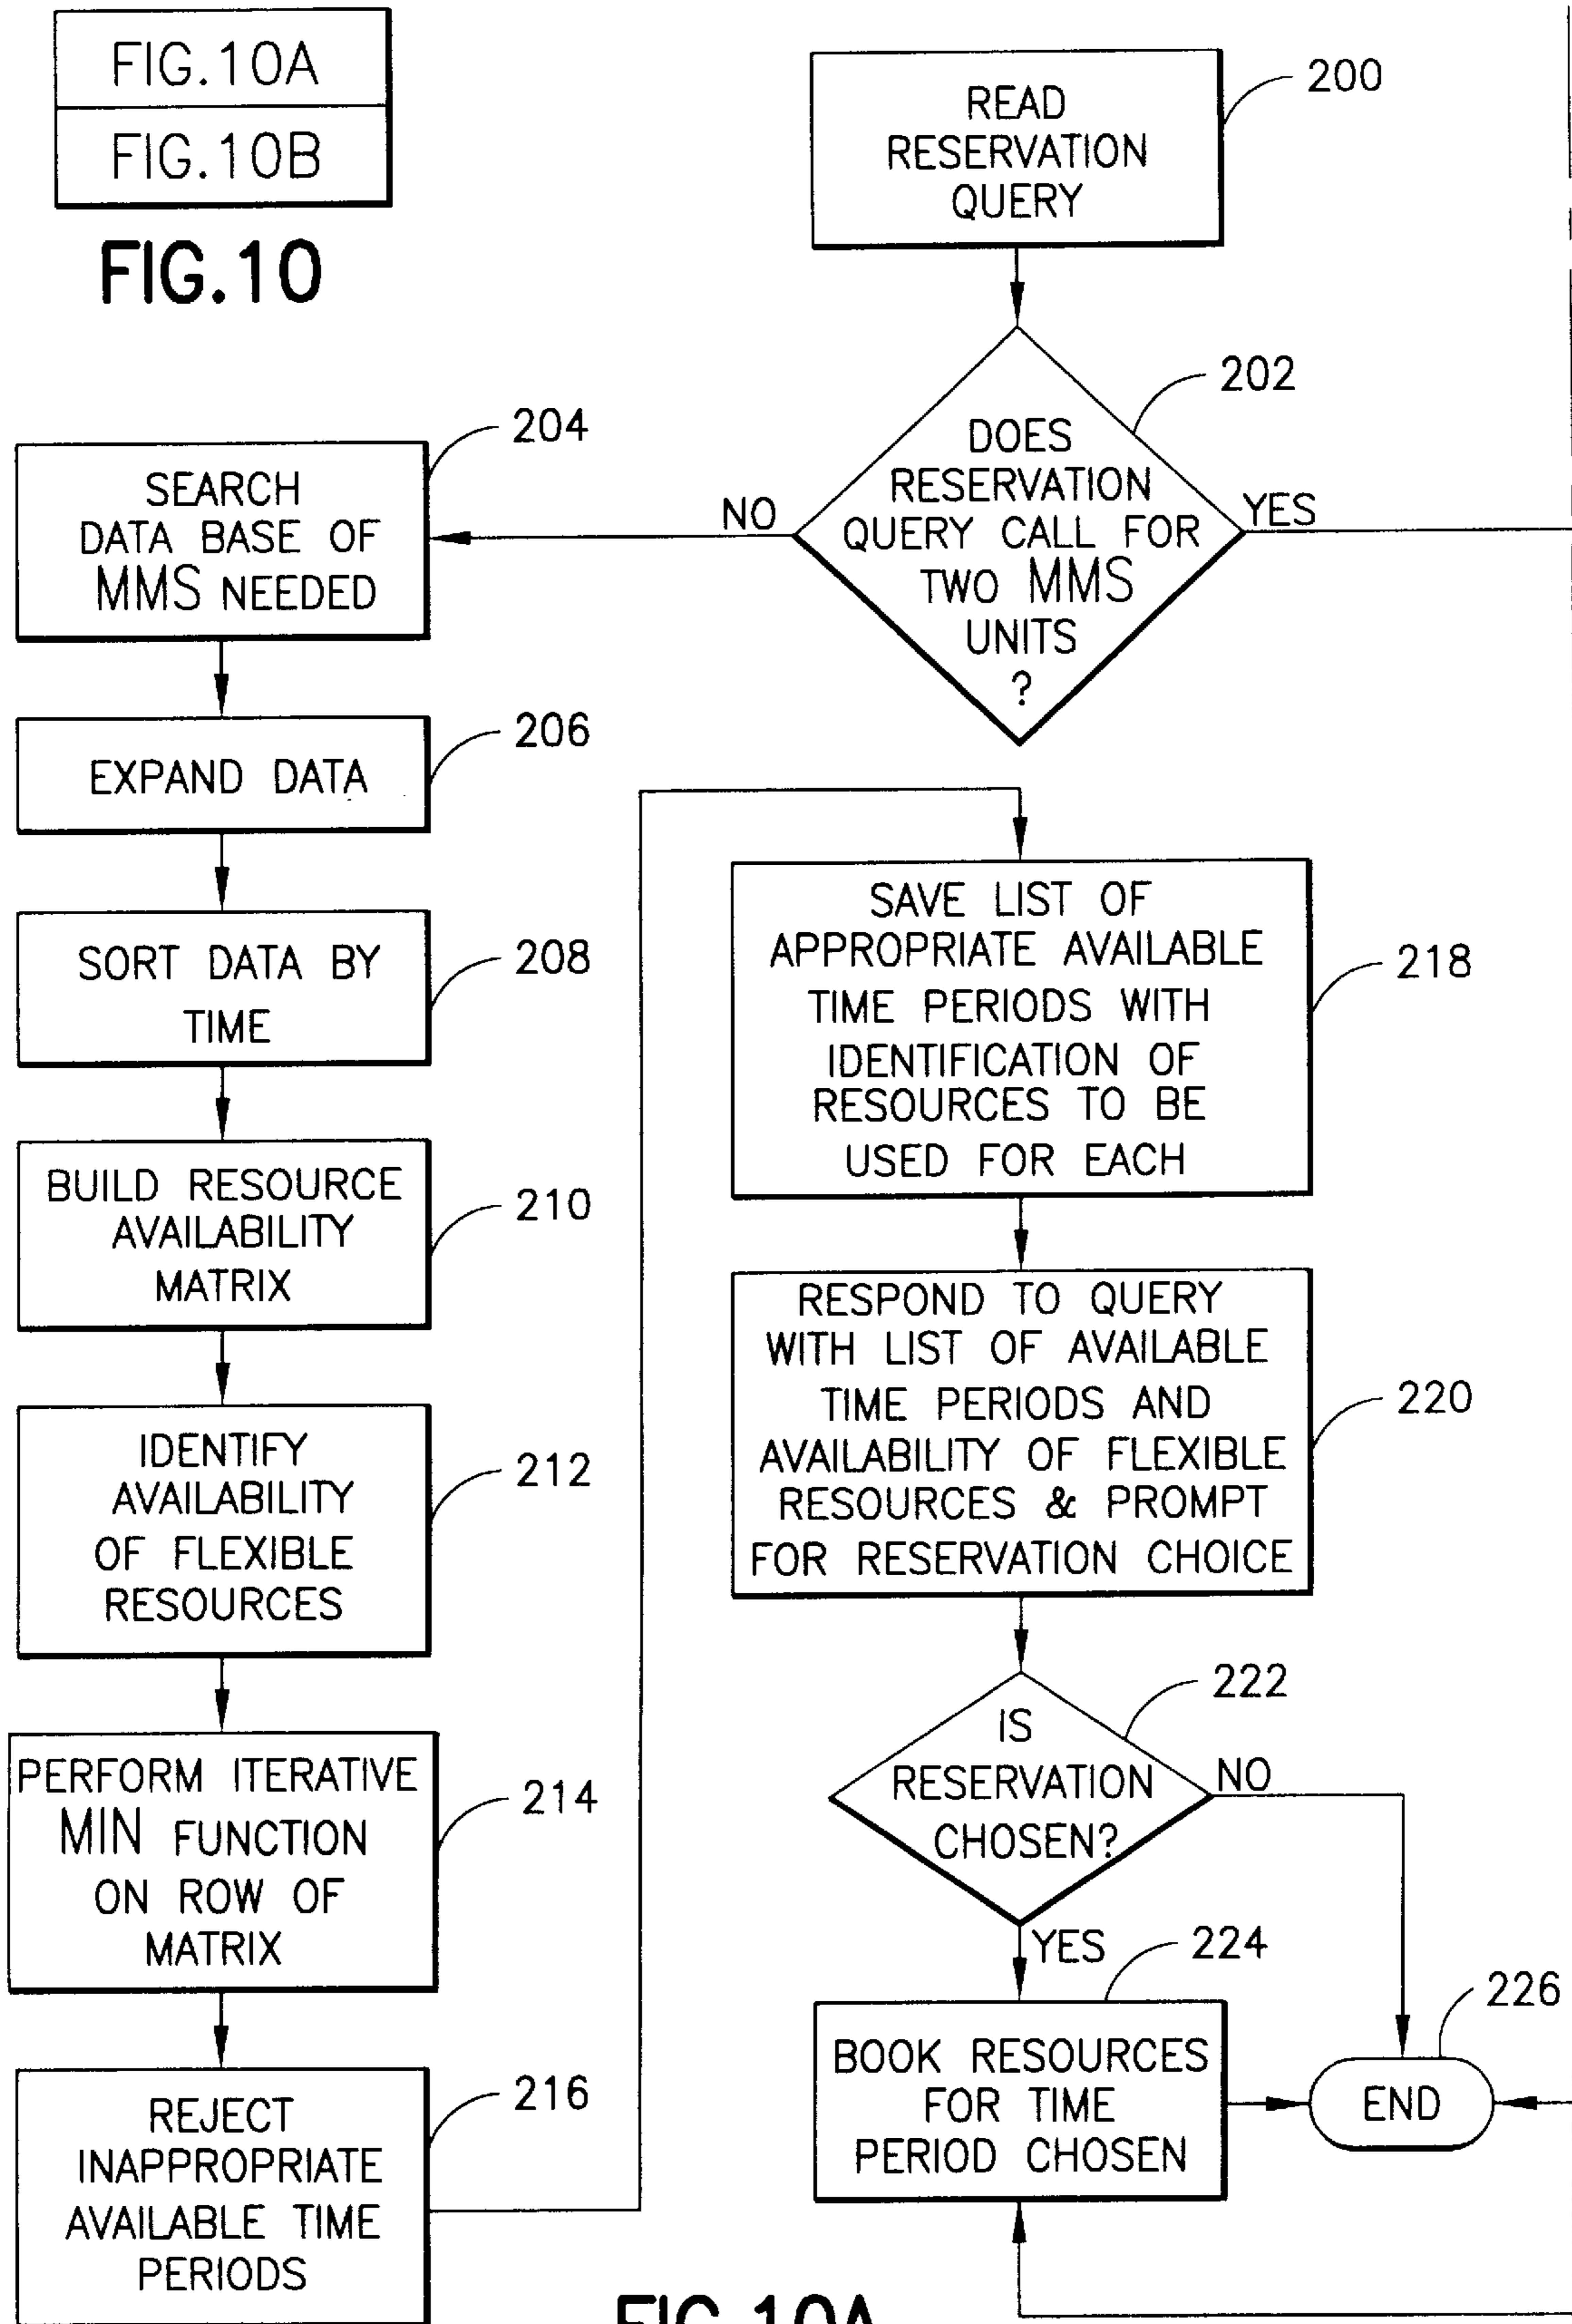 FIG.10A
FIG.10B
FIG.10
READ
RESERVATION
QUERY
200
DOES
RESERVATION
QUERY CALL FOR
TWO MMS
UNITS
?
202
NO
YES
SEARCH
DATA BASE OF
MMS NEEDED
204
EXPAND DATA
206
SORT DATA BY
TIME
208
BUILD RESOURCE
AVAILABILITY
MATRIX
210
IDENTIFY
AVAILABILITY
OF FLEXIBLE
RESOURCES
212
PERFORM ITERATIVE
MIN FUNCTION
ON ROW OF
MATRIX
214
REJECT
INAPPROPRIATE
AVAILABLE TIME
PERIODS
216
SAVE LIST OF
APPROPRIATE AVAILABLE
TIME PERIODS WITH
IDENTIFICATION OF
RESOURCES TO BE
USED FOR EACH
218
RESPOND TO QUERY
WITH LIST OF AVAILABLE
TIME PERIODS AND
AVAILABILITY OF FLEXIBLE
RESOURCES & PROMPT
FOR RESERVATION CHOICE
220
IS
RESERVATION
CHOSEN?
222
NO
YES
BOOK RESOURCES
FOR TIME
PERIOD CHOSEN
224
END
226
FIG.10A